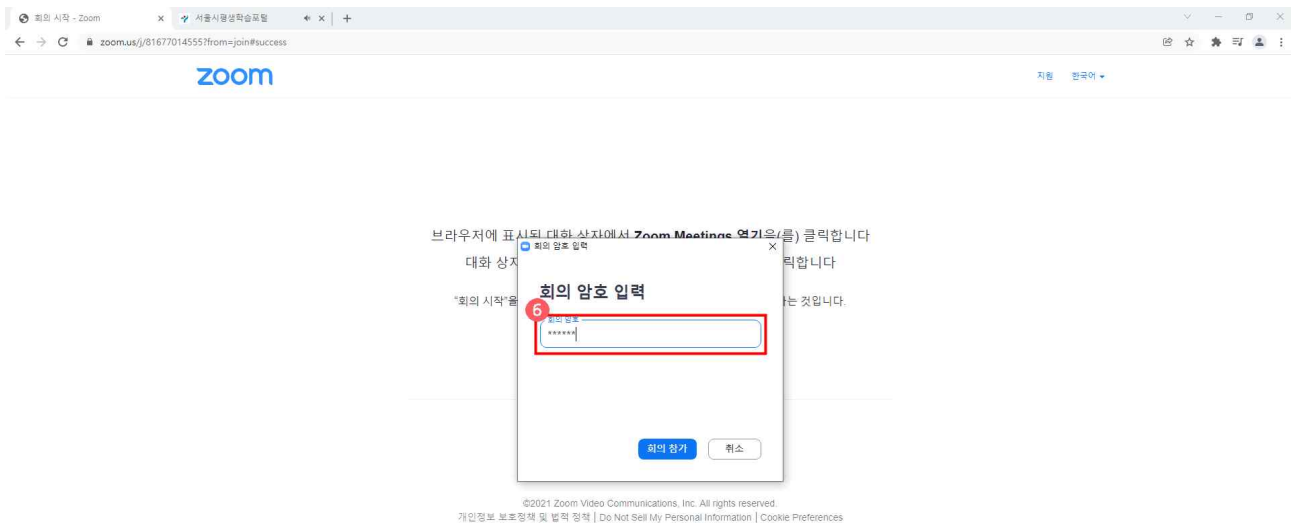 회의 시작 - Zoom
서울시평생학습포털
zoom.us/j/81677014555?from=join#success
zoom
지원 한국어
브라우저에 표시된 대화 상자에서 Zoom Meetings 열기을(를) 클릭합니다
회의 암호 입력
대화 상자 릭합니다
회의 암호 입력
"회의 시작"을 하는 것입니다.
6
회의 암호
******
회의 참가 취소
©2021 Zoom Video Communications, Inc. All rights reserved.
개인정보 보호정책 및 법적 정책 | Do Not Sell My Personal Information | Cookie Preferences